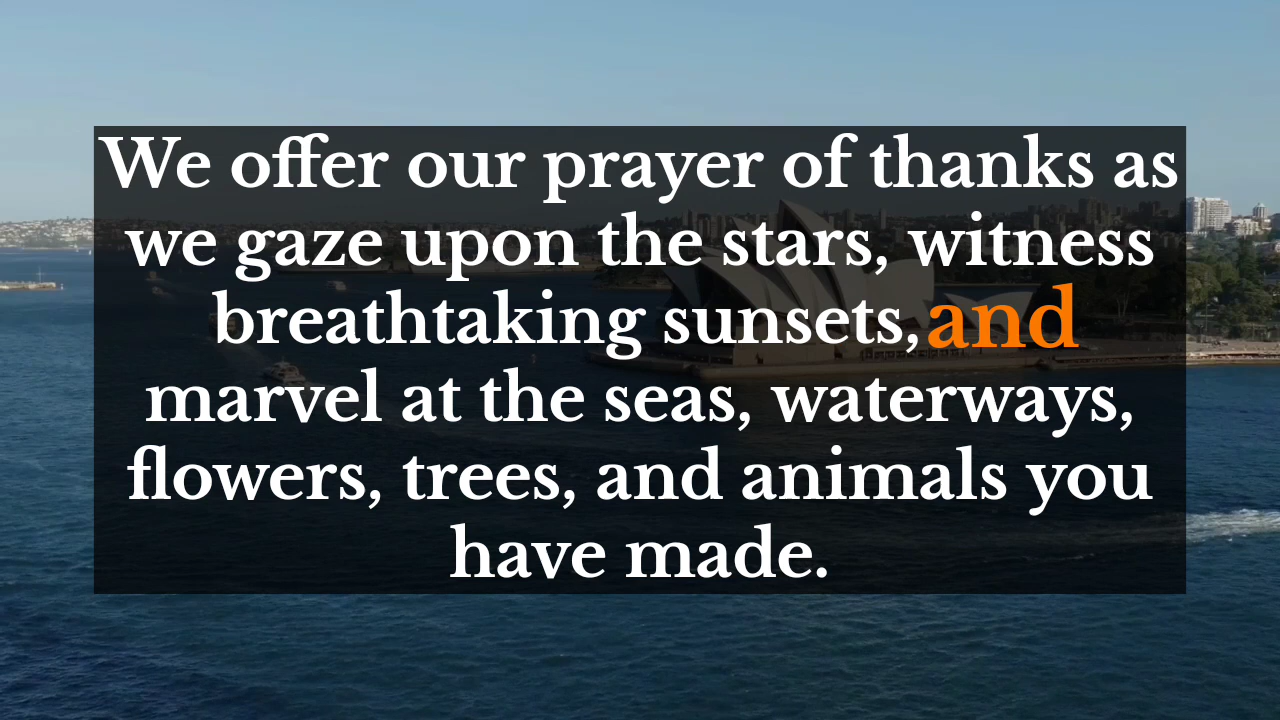 We offer our prayer of thanks as
we gaze upon the stars, witness
breathtaking sunsets, and
marvel at the seas, waterways,
flowers, trees, and animals you
have made.